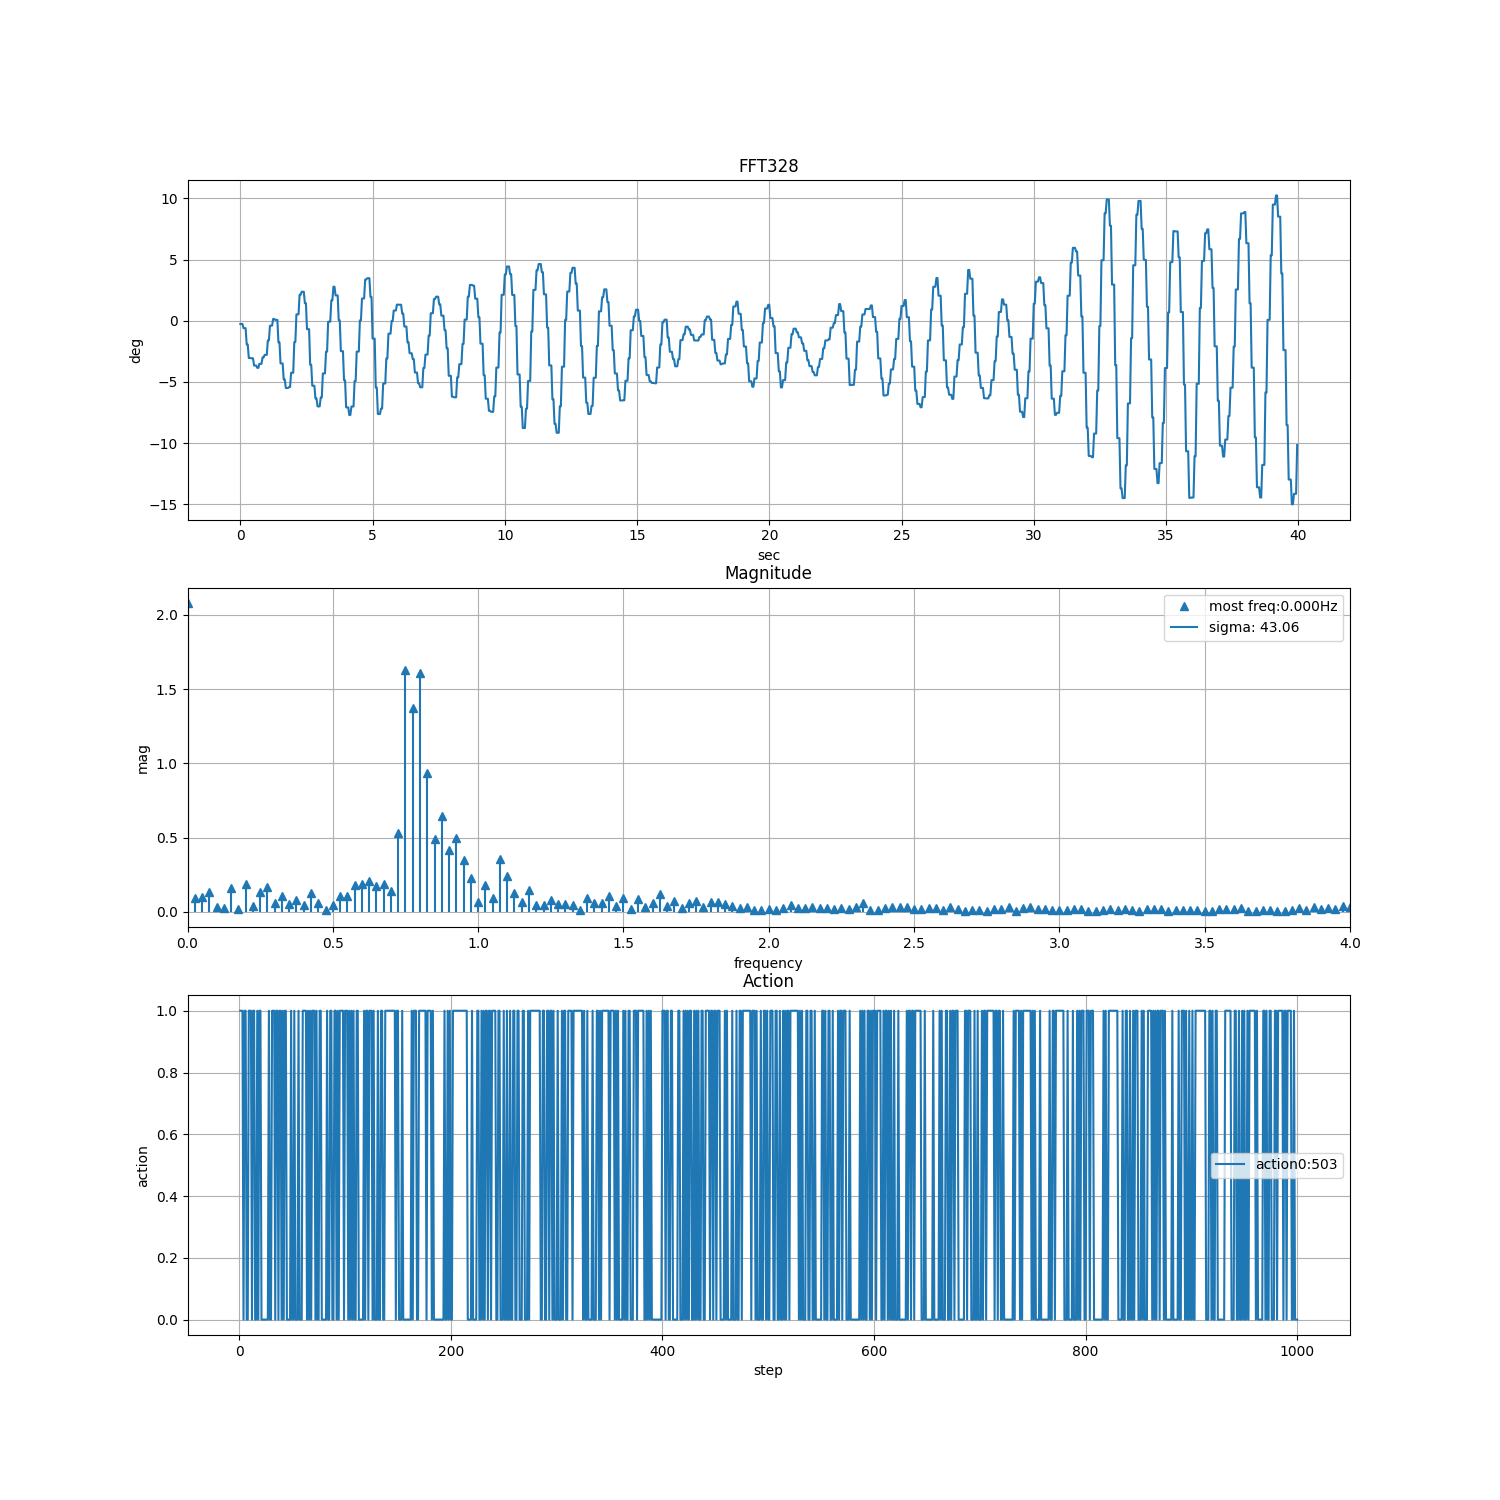 FFT328
10
5
0
−5
−10
−15
deg
0 5 10 15 20 25 30 35 40
sec
Magnitude
2.0
1.5
1.0
0.5
0.0
mag
most freq:0.000Hz
sigma: 43.06
0.0 0.5 1.0 1.5 2.0 2.5 3.0 3.5 4.0
frequency
Action
1.0
0.8
0.6
0.4
0.2
0.0
action
action0:503
0 200 400 600 800 1000
step